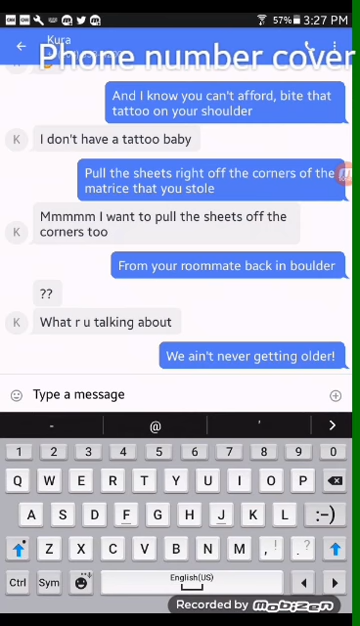 57% 3:27 PM
Kura
Phone number cover
And I know you can't afford, bite that
tattoo on your shoulder
K
I don't have a tattoo baby
Pull the sheets right off the corners of the
matrice that you stole
Mmmmm I want to pull the sheets off the
corners too
K
From your roommate back in boulder
??
K
What r u talking about
We ain't never getting older!
Type a message
- @ ' >
1 2 3 4 5 6 7 8 9 0
Q W E R T Y U I O P
A S D F G H J K L :-)
Z X C V B N M , ! . ?
Ctrl Sym English(US)
Recorded by mobizen